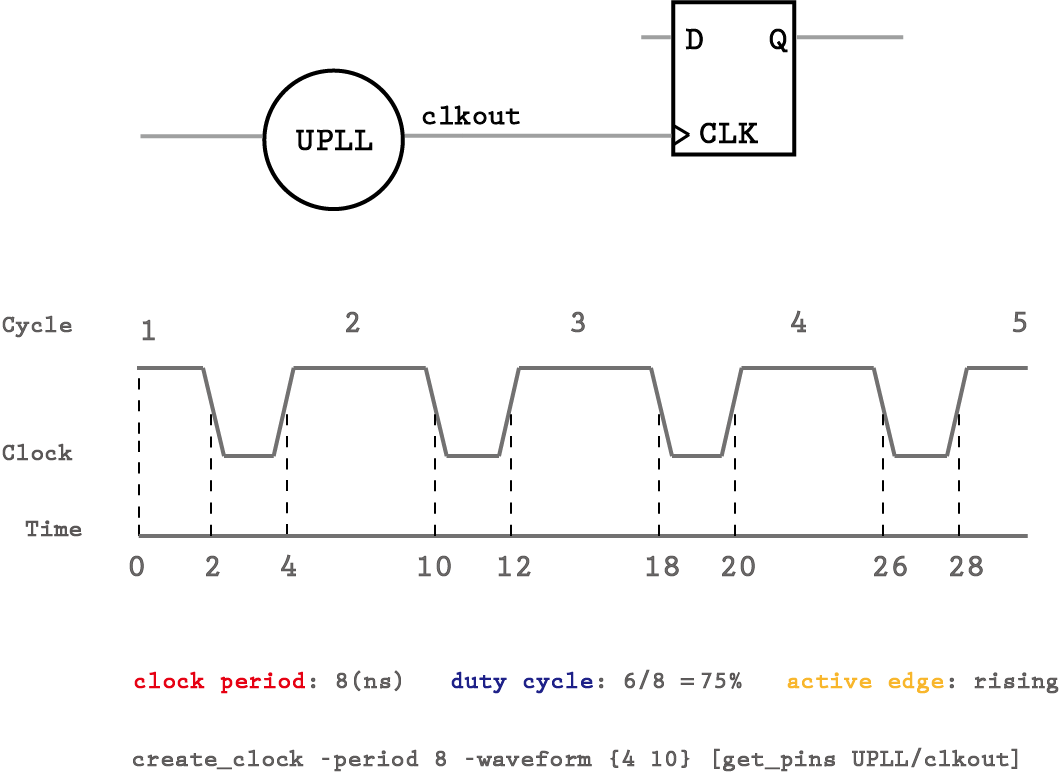 D Q
clkout
UPLL
CLK
Cycle 1 2 3 4 5
Clock
Time
0 2 4 10 12 18 20 26 28
clock period: 8(ns) duty cycle: 6/8 =75% active edge: rising
create_clock -period 8 -waveform {4 10} [get_pins UPLL/clkout]